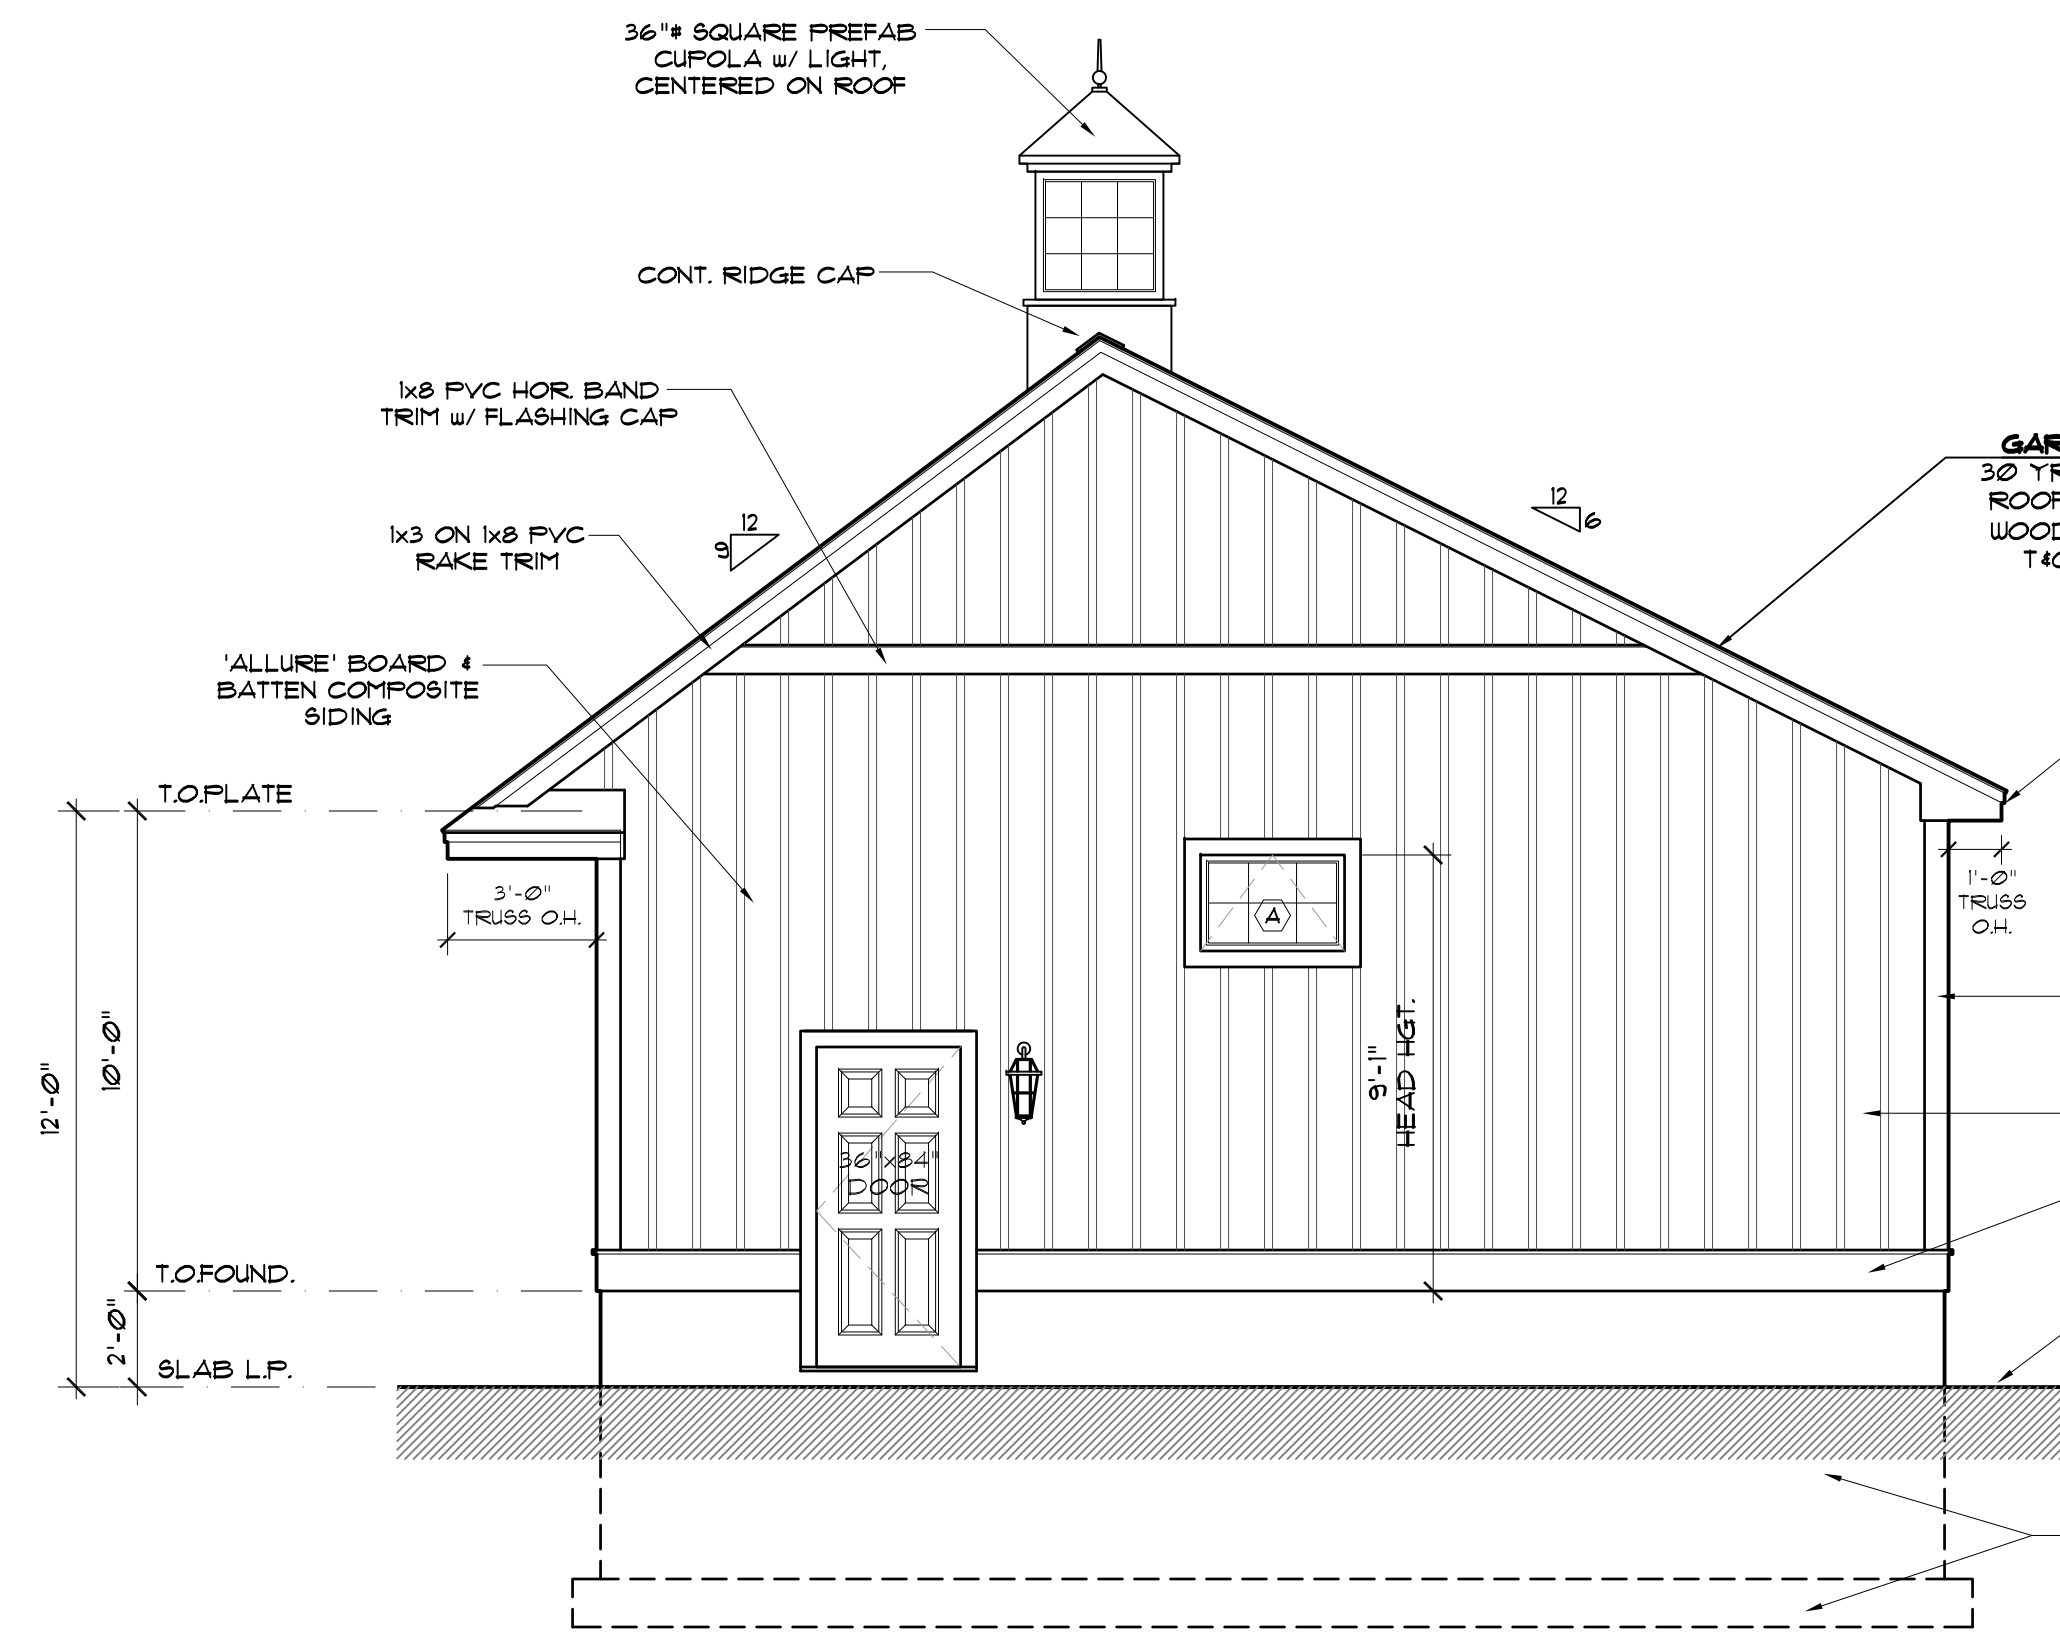 36"⌗ SQUARE PREFAB
CUPOLA w/ LIGHT,
CENTERED ON ROOF
CONT. RIDGE CAP
1x8 PVC HOR. BAND
TRIM w/ FLASHING CAP
12
9
1x3 ON 1x8 PVC
RAKE TRIM
12
6
'ALLURE' BOARD &
BATTEN COMPOSITE
SIDING
T.O.PLATE
3'-0"
TRUSS O.H.
1'-0"
TRUSS
O.H.
A
12'-0"
10'-0"
9'-1"
HEAD HGT.
36"x84"
DOOR
T.O.FOUND.
2'-0"
SLAB L.P.
30